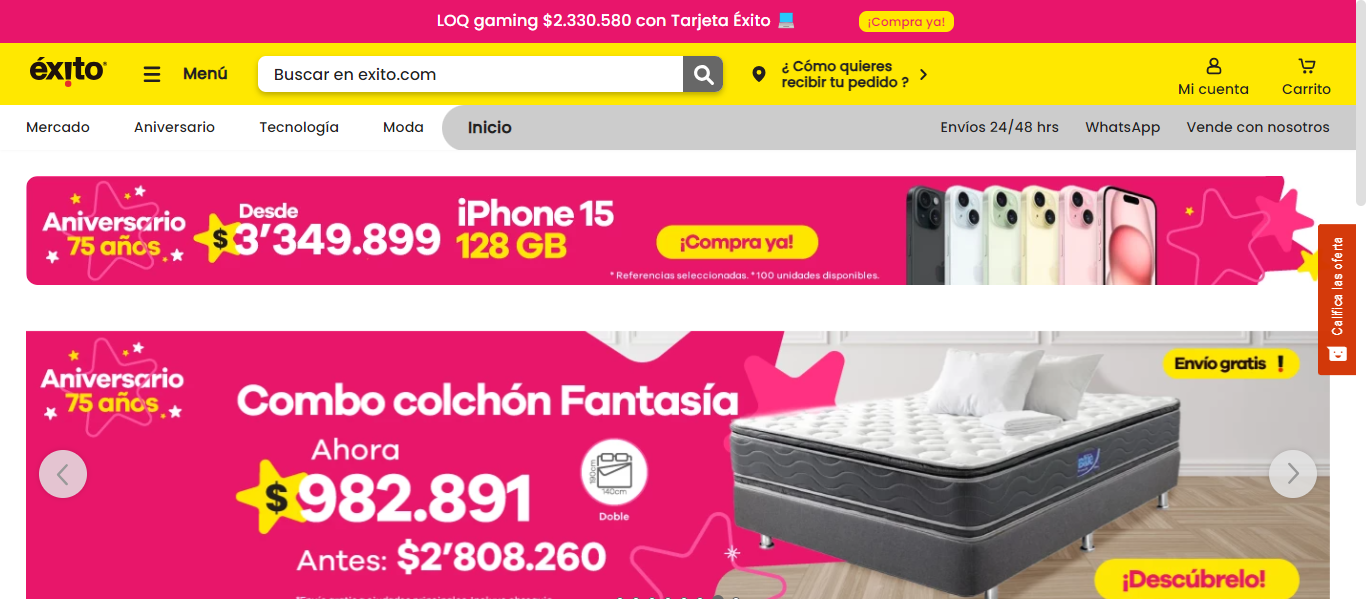 LOQ gaming $2.330.580 con Tarjeta Éxito
¡Compra ya!
éxito
Menú
Buscar en exito.com
¿ Cómo quieres
recibir tu pedido ?
Mi cuenta
Carrito
Mercado
Aniversario
Tecnología
Moda
Inicio
Envíos 24/48 hrs
WhatsApp
Vende con nosotros
Aniversario
75 años
Desde
$3'349.899
iPhone 15
128 GB
¡Compra ya!
* Referencias seleccionadas. *100 unidades disponibles.
Califica las oferta
Aniversario
75 años
Combo colchón Fantasía
Ahora
$982.891
Antes: $2'808.260
190cm
140cm
Doble
Envío gratis !
¡Descúbrelo!